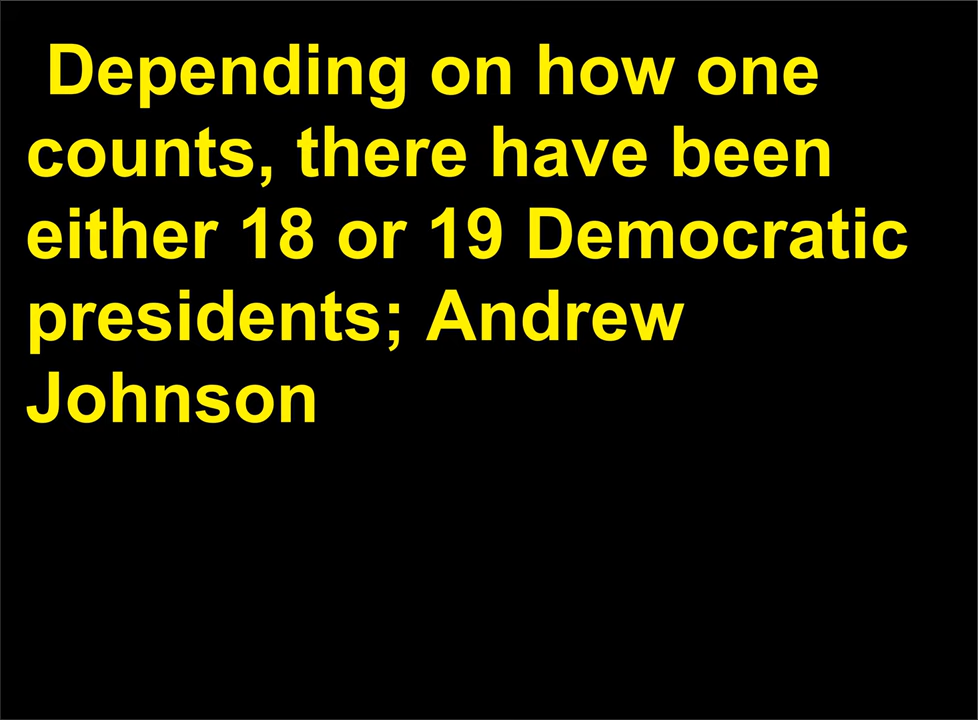 Depending on how one
counts, there have been
either 18 or 19 Democratic
presidents; Andrew
Johnson